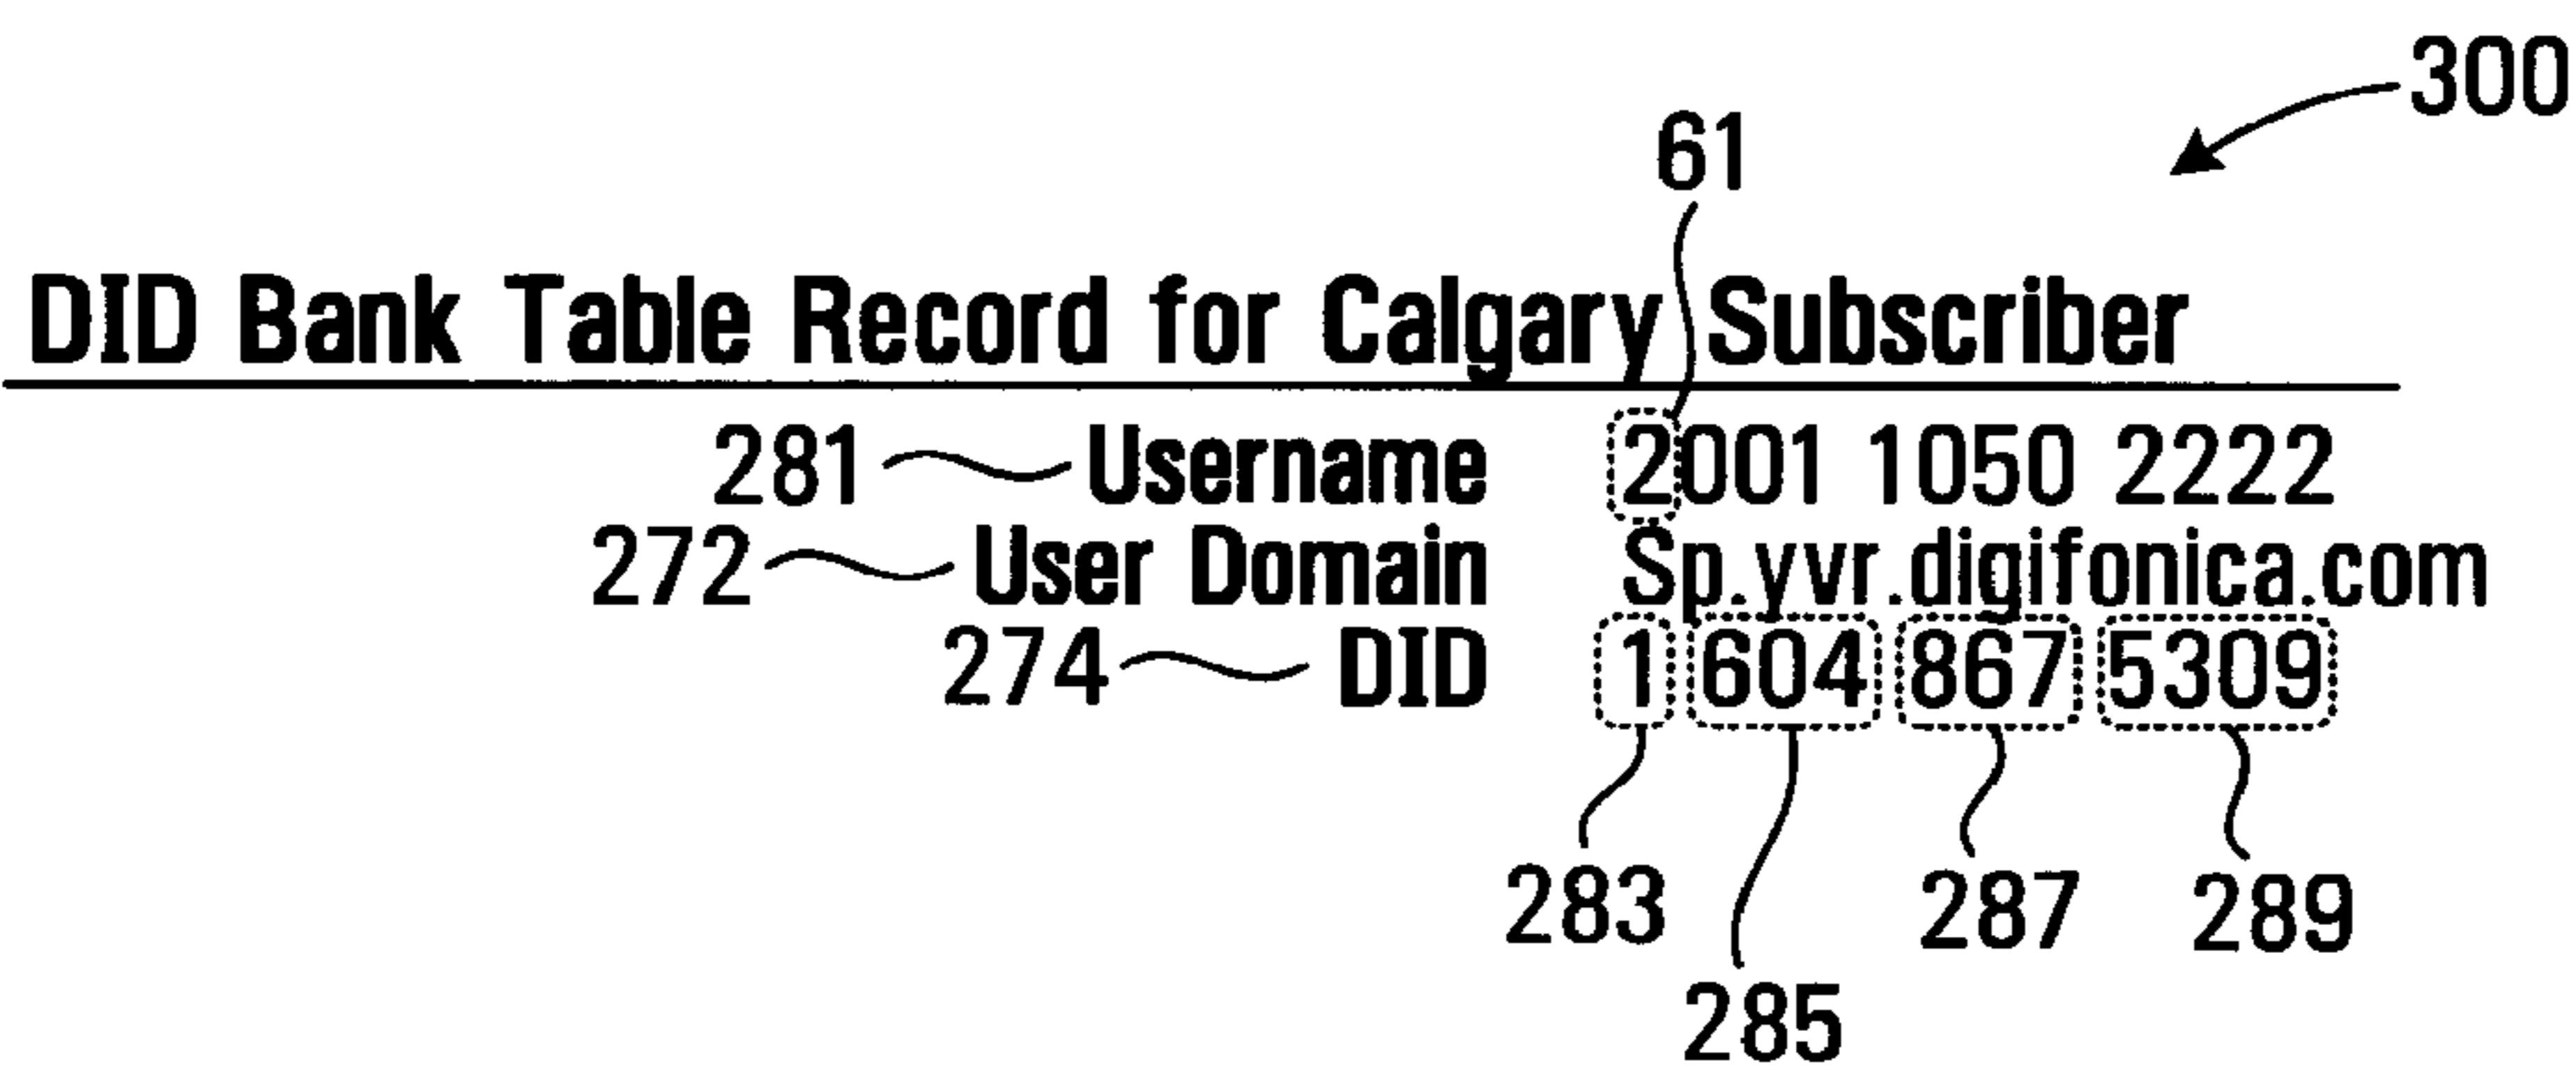 300
61
DID Bank Table Record for Calgary Subscriber
281 Username 2001 1050 2222
272 User Domain Sp.yvr.digifonica.com
274 DID 1 604 867 5309
283 287 289
285